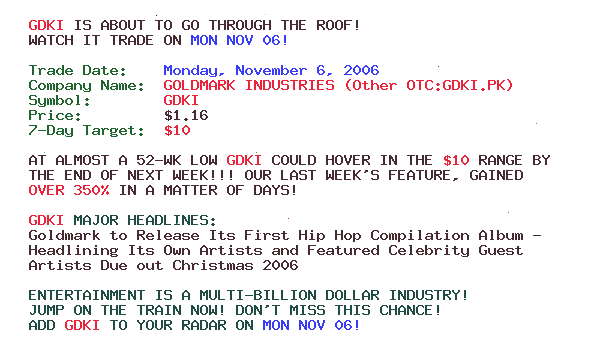 GDKI IS ABOUT TO GO THROUGH THE ROOF!
WATCH IT TRADE ON MON NOV 06!
Trade Date: Monday, November 6, 2006
Company Name: GOLDMARK INDUSTRIES (Other OTC:GDKI.PK)
Symbol: GDKI
Price: $1.16
7-Day Target: $10
AT ALMOST A 52-WK LOW GDKI COULD HOVER IN THE $10 RANGE BY
THE END OF NEXT WEEK!!! OUR LAST WEEK'S FEATURE, GAINED
OVER 350% IN A MATTER OF DAYS!
GDKI MAJOR HEADLINES:
Goldmark to Release Its First Hip Hop Compilation Album -
Headlining Its Own Artists and Featured Celebrity Guest
Artists Due out Christmas 2006
ENTERTAINMENT IS A MULTI-BILLION DOLLAR INDUSTRY!
JUMP ON THE TRAIN NOW! DON'T MISS THIS CHANCE!
ADD GDKI TO YOUR RADAR ON MON NOV 06!